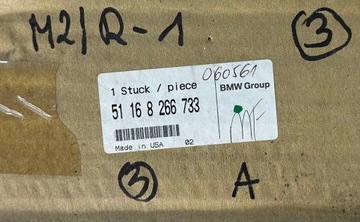 M2/R-1
3
060561
1 Stuck / piece
BMW Group
51 16 8 266 733
Made in USA 02
3
A